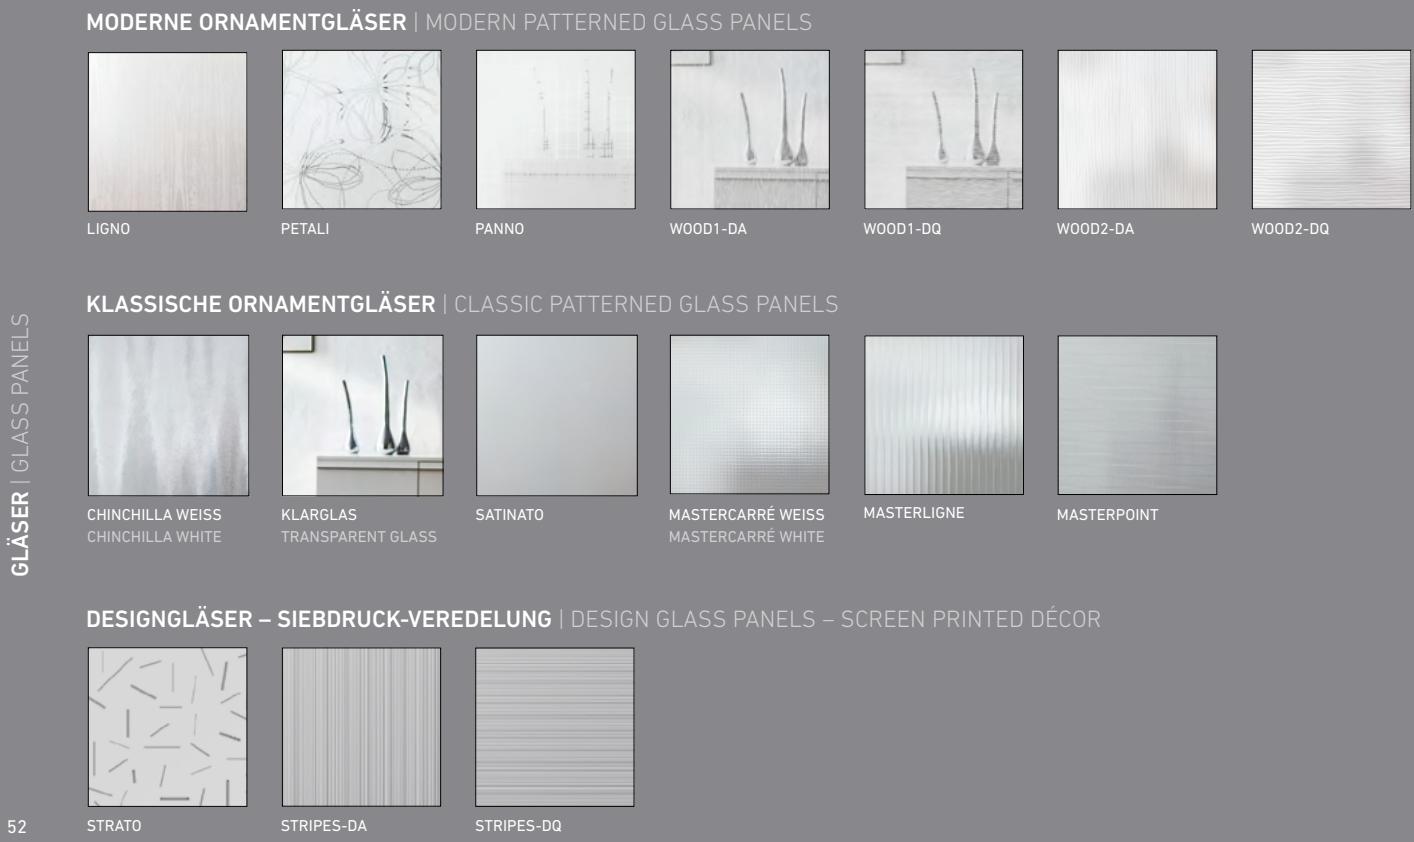 MODERNE ORNAMENTGLÄSER | MODERN PATTERNED GLASS PANELS
LIGNO
PETALI
PANNO
WOOD1-DA
WOOD1-DQ
WOOD2-DA
WOOD2-DQ
KLASSISCHE ORNAMENTGLÄSER | CLASSIC PATTERNED GLASS PANELS
CHINCHILLA WEISS
CHINCHILLA WHITE
KLARGLAS
TRANSPARENT GLASS
SATINATO
MASTERCARRÉ WEISS
MASTERCARRÉ WHITE
MASTERLIGNE
MASTERPOINT
DESIGNGLÄSER – SIEBDRUCK-VEREDELUNG | DESIGN GLASS PANELS – SCREEN PRINTED DÉCOR
STRATO
STRIPES-DA
STRIPES-DQ
GLÄSER | GLASS PANELS
52